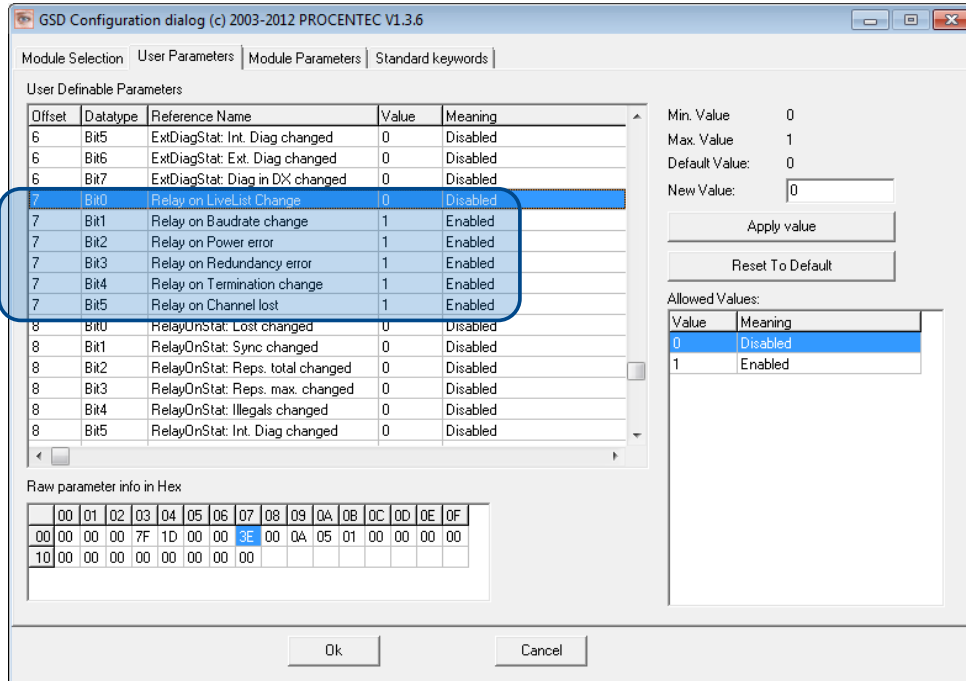 GSD Configuration dialog (c) 2003-2012 PROCENTEC V1.3.6
Module Selection User Parameters Module Parameters Standard keywords
User Definable Parameters
Offset Datatype Reference Name Value Meaning
6 Bit5 ExtDiagStat: Int. Diag changed 0 Disabled
6 Bit6 ExtDiagStat: Ext. Diag changed 0 Disabled
6 Bit7 ExtDiagStat: Diag in DX changed 0 Disabled
7 Bit0 Relay on LiveList Change 0 Disabled
7 Bit1 Relay on Baudrate change 1 Enabled
7 Bit2 Relay on Power error 1 Enabled
7 Bit3 Relay on Redundancy error 1 Enabled
7 Bit4 Relay on Termination change 1 Enabled
7 Bit5 Relay on Channel lost 1 Enabled
8 Bit0 RelayOnStat: Lost changed 0 Disabled
8 Bit1 RelayOnStat: Sync changed 0 Disabled
8 Bit2 RelayOnStat: Reps. total changed 0 Disabled
8 Bit3 RelayOnStat: Reps. max. changed 0 Disabled
8 Bit4 RelayOnStat: Illegals changed 0 Disabled
8 Bit5 RelayOnStat: Int. Diag changed 0 Disabled
Min. Value 0
Max. Value 1
Default Value: 0
New Value: 0
Apply value
Reset To Default
Allowed Values:
Value Meaning
0 Disabled
1 Enabled
Raw parameter info in Hex
00 01 02 03 04 05 06 07 08 09 0A 0B 0C 0D 0E 0F
00 00 00 00 7F 1D 00 00 3E 00 0A 05 01 00 00 00 00
10 00 00 00 00 00 00 00 00
Ok Cancel